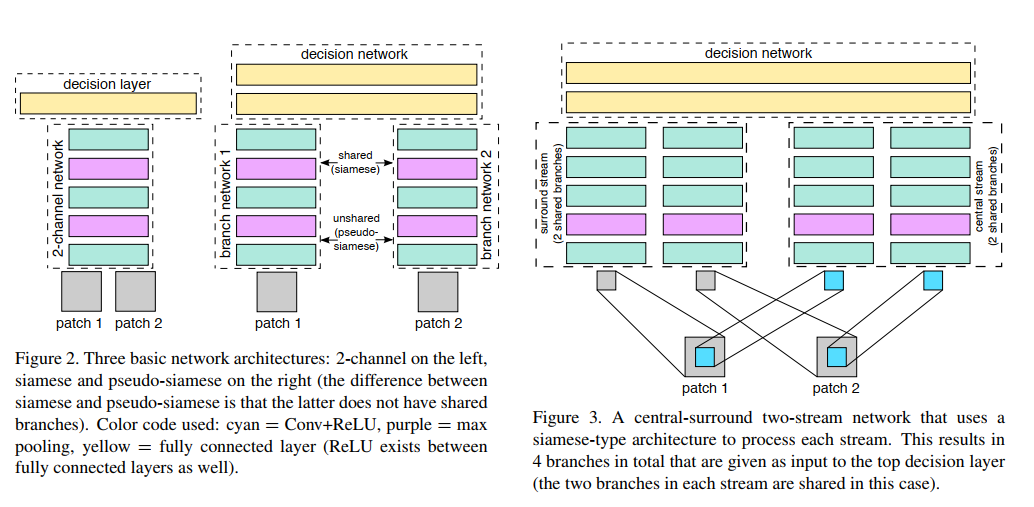 decision layer
2-channel network
patch 1 patch 2
decision network
branch network 1
shared
(siamese)
unshared
(pseudo-
siamese)
branch network 2
patch 1
patch 2
Figure 2. Three basic network architectures: 2-channel on the left,
siamese and pseudo-siamese on the right (the difference between
siamese and pseudo-siamese is that the latter does not have shared
branches). Color code used: cyan = Conv+ReLU, purple = max
pooling, yellow = fully connected layer (ReLU exists between
fully connected layers as well).
decision network
surround stream
(2 shared branches)
central stream
(2 shared branches)
patch 1
patch 2
Figure 3. A central-surround two-stream network that uses a
siamese-type architecture to process each stream. This results in
4 branches in total that are given as input to the top decision layer
(the two branches in each stream are shared in this case).